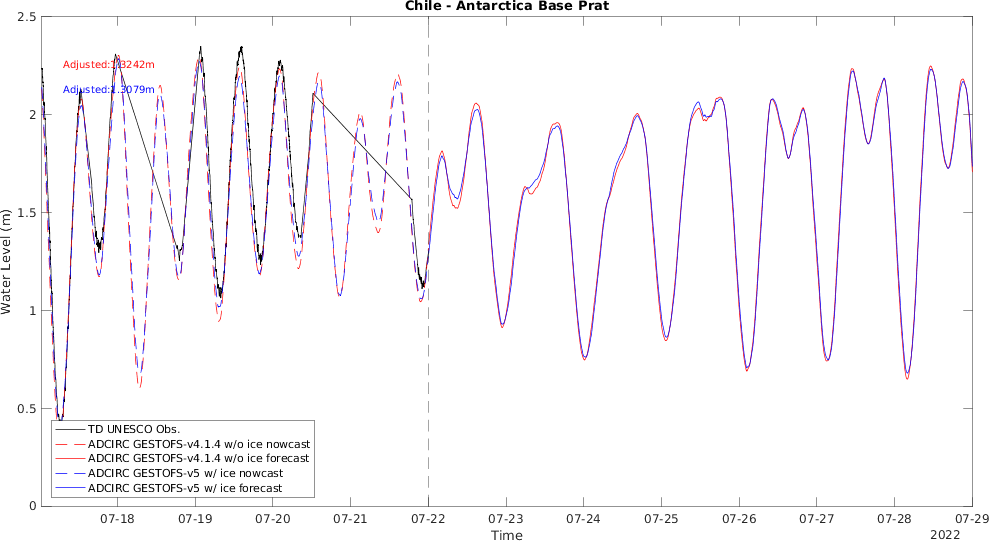 Chile - Antarctica Base Prat
2.5
2
1.5
1
0.5
0
Water Level (m)
Adjusted:1.3242m
Adjusted:1.3079m
TD UNESCO Obs.
ADCIRC GESTOFS-v4.1.4 w/o ice nowcast
ADCIRC GESTOFS-v4.1.4 w/o ice forecast
ADCIRC GESTOFS-v5 w/ ice nowcast
ADCIRC GESTOFS-v5 w/ ice forecast
07-18 07-19 07-20 07-21 07-22 07-23 07-24 07-25 07-26 07-27 07-28 07-29
Time
2022